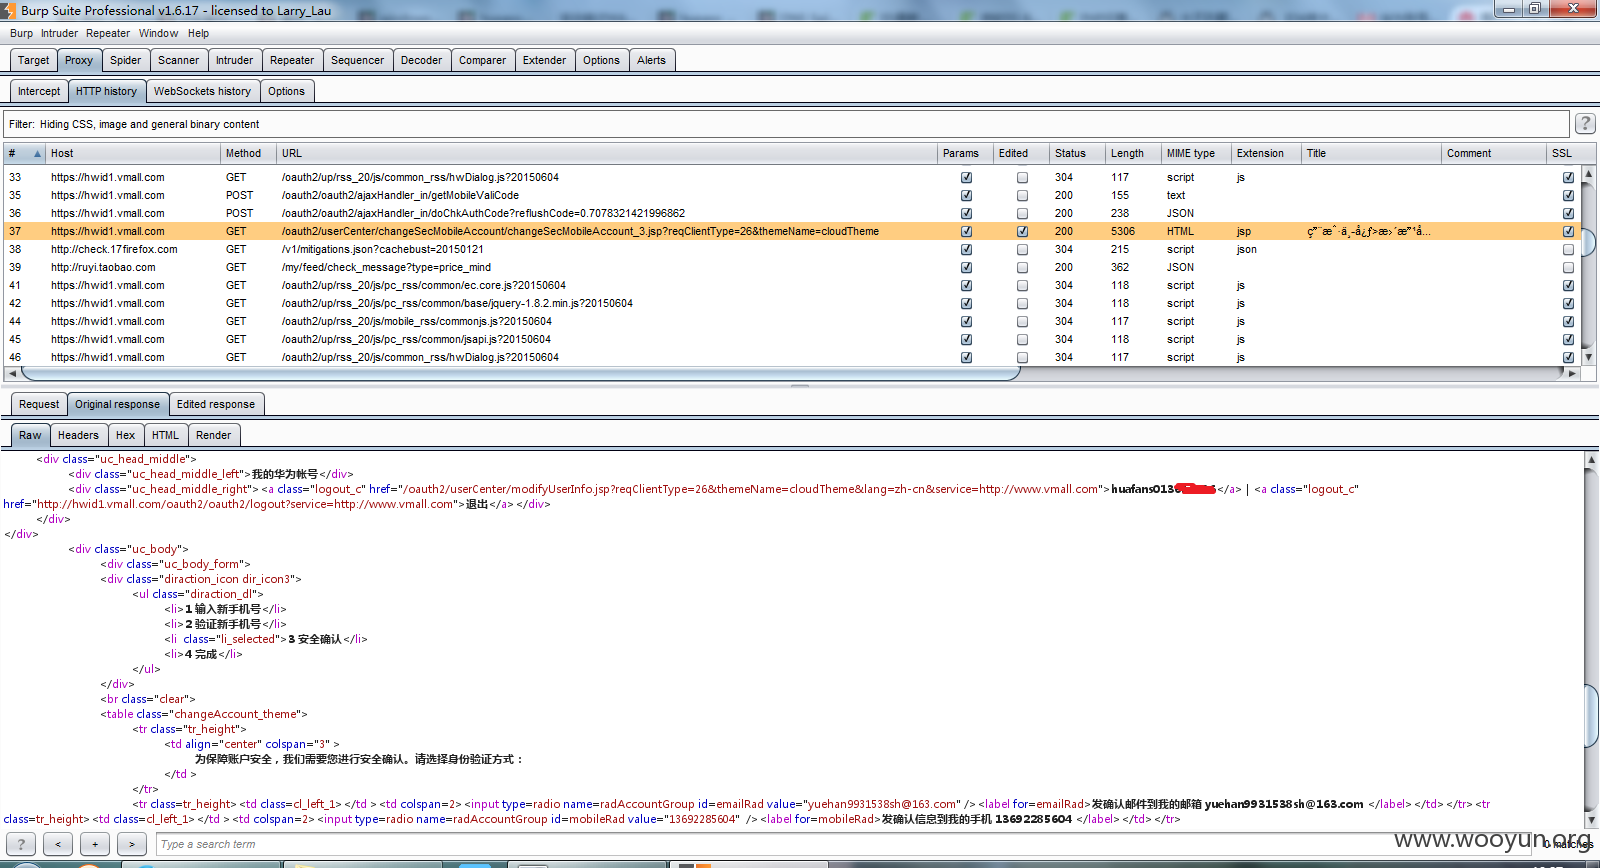 Burp Suite Professional v1.6.17 - licensed to Larry_Lau
Burp Intruder Repeater Window Help
Target Proxy Spider Scanner Intruder Repeater Sequencer Decoder Comparer Extender Options Alerts
Intercept HTTP history WebSockets history Options
Filter: Hiding CSS, image and general binary content ?
# Host Method URL Params Edited Status Length MIME type Extension Title Comment SSL
33 https://hwid1.vmall.com GET /oauth2/up/rss_20/js/common_rss/hwDialog.js?20150604 304 117 script js
35 https://hwid1.vmall.com POST /oauth2/oauth2/ajaxHandler_in/getMobileValiCode 200 155 text
36 https://hwid1.vmall.com POST /oauth2/oauth2/ajaxHandler_in/doChkAuthCode?reflushCode=0.7078321421996862 200 238 JSON
37 https://hwid1.vmall.com GET /oauth2/userCenter/changeSecMobileAccount/changeSecMobileAccount_3.jsp?reqClientType=26&themeName=cloudTheme 200 5306 HTML jsp
38 http://check.17firefox.com GET /v1/mitigations.json?cachebust=20150121 304 215 script json
39 http://ruyi.taobao.com GET /my/feed/check_message?type=price_mind 200 362 JSON
41 https://hwid1.vmall.com GET /oauth2/up/rss_20/js/pc_rss/common/ec.core.js?20150604 304 118 script js
42 https://hwid1.vmall.com GET /oauth2/up/rss_20/js/pc_rss/common/base/jquery-1.8.2.min.js?20150604 304 118 script js
44 https://hwid1.vmall.com GET /oauth2/up/rss_20/js/mobile_rss/commonjs.js?20150604 304 117 script js
45 https://hwid1.vmall.com GET /oauth2/up/rss_20/js/pc_rss/common/jsapi.js?20150604 304 118 script js
46 https://hwid1.vmall.com GET /oauth2/up/rss_20/js/common_rss/hwDialog.js?20150604 304 117 script js
Request Original response Edited response
Raw Headers Hex HTML Render
<div class="uc_head_middle">
<div class="uc_head_middle_left">我的华为帐号</div>
<div class="uc_head_middle_right"><a class="logout_c" href="/oauth2/userCenter/modifyUserInfo.jsp?reqClientType=26&themeName=cloudTheme&lang=zh-cn&service=http://www.vmall.com">huafans013</a> | <a class="logout_c"
href="http://hwid1.vmall.com/oauth2/oauth2/logout?service=http://www.vmall.com">退出</a></div>
</div>
</div>
<div class="uc_body">
<div class="uc_body_form">
<div class="diraction_icon dir_icon3">
<ul class="diraction_dl">
<li>1 输入新手机号</li>
<li>2 验证新手机号</li>
<li class="li_selected">3 安全确认</li>
<li>4 完成</li>
</ul>
</div>
<br class="clear">
<table class="changeAccount_theme">
<tr class="tr_height">
<td align="center" colspan="3" >
为保障账户安全，我们需要您进行安全确认。请选择身份验证方式：
</td >
</tr>
<tr class=tr_height><td class=cl_left_1></td ><td colspan=2><input type=radio name=radAccountGroup id=emailRad value="yuehan9931538sh@163.com" /><label for=emailRad>发确认邮件到我的邮箱 yuehan9931538sh@163.com </label></td></tr><tr
class=tr_height><td class=cl_left_1></td ><td colspan=2><input type=radio name=radAccountGroup id=mobileRad value="13692285604" /><label for=mobileRad>发确认信息到我的手机 13692285604 </label></td></tr>
? < + > Type a search term 0 matches
www.wooyun.org